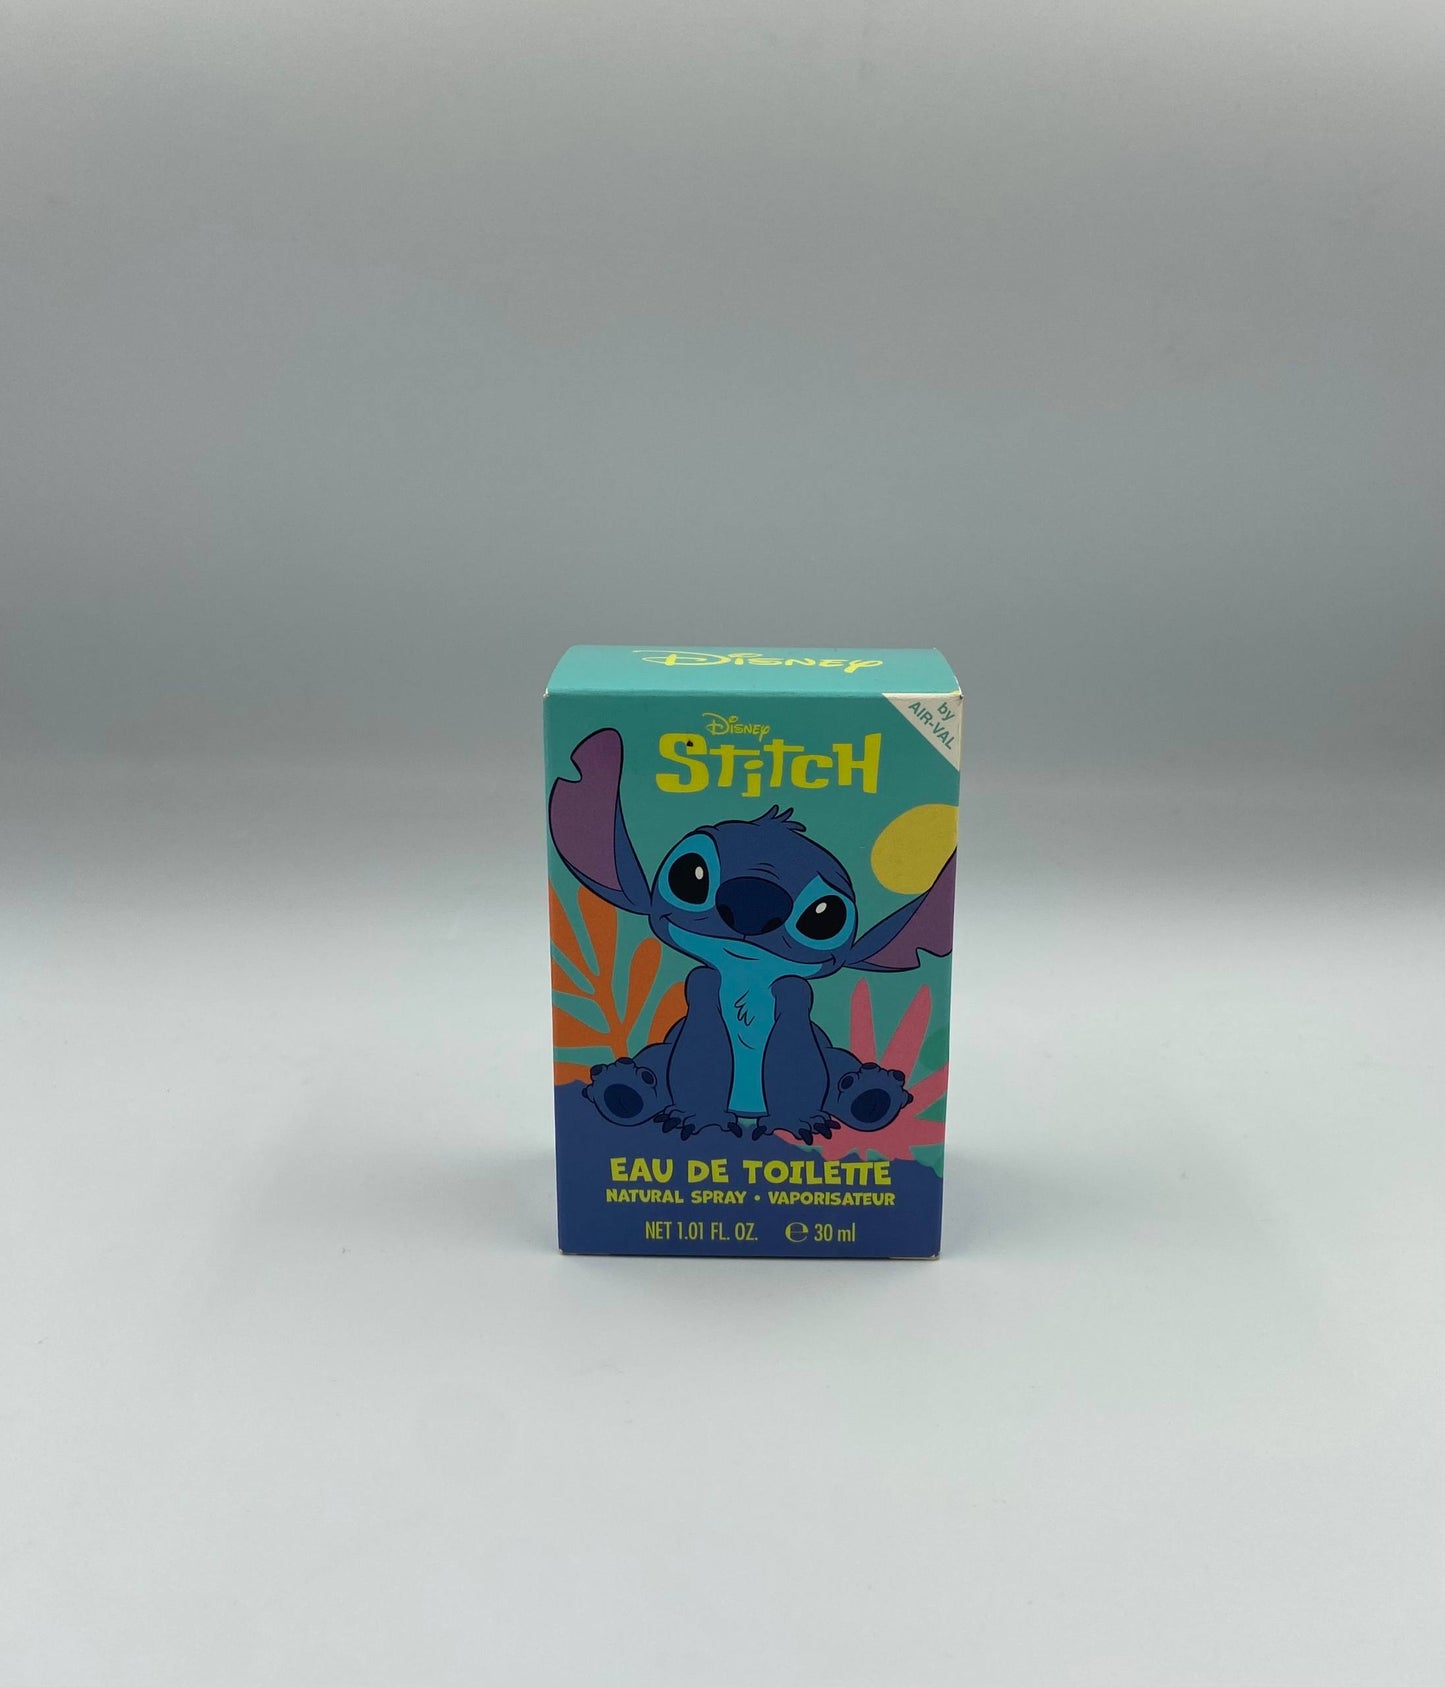 Disney
by
AIR-VAL
Disney
Stitch
EAU DE TOILETTE
NATURAL SPRAY • VAPORISATEUR
NET 1.01 FL. OZ. ℮ 30 ml